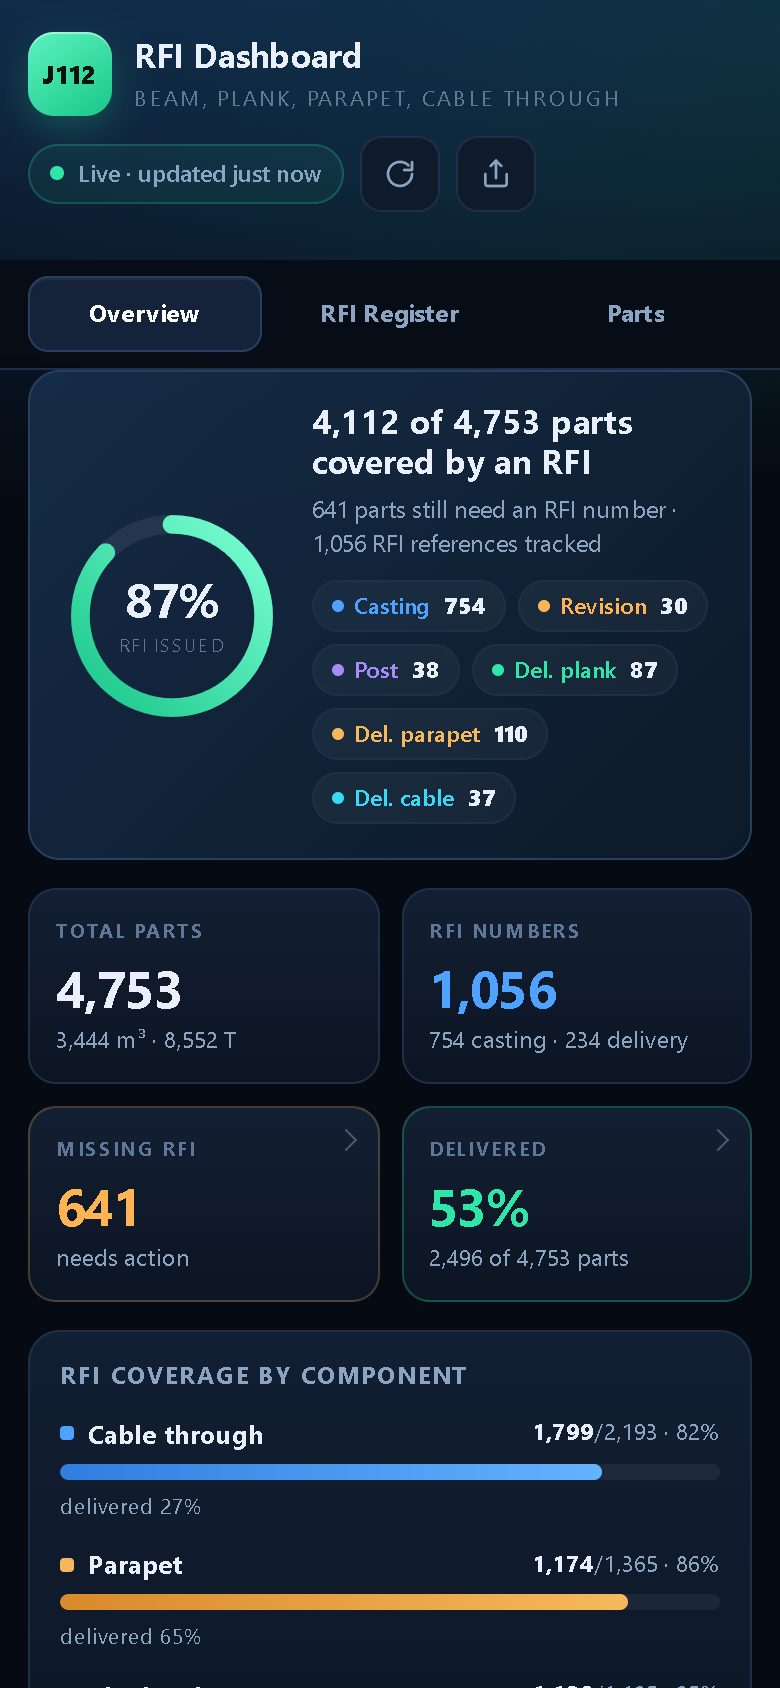 J112
RFI Dashboard
BEAM, PLANK, PARAPET, CABLE THROUGH
Live · updated just now
Overview
RFI Register
Parts
4,112 of 4,753 parts
covered by an RFI
641 parts still need an RFI number ·
1,056 RFI references tracked
87%
RFI ISSUED
Casting 754
Revision 30
Post 38
Del. plank 87
Del. parapet 110
Del. cable 37
TOTAL PARTS
4,753
3,444 m³ · 8,552 T
RFI NUMBERS
1,056
754 casting · 234 delivery
MISSING RFI
641
needs action
DELIVERED
53%
2,496 of 4,753 parts
RFI COVERAGE BY COMPONENT
Cable through
1,799/2,193 · 82%
delivered 27%
Parapet
1,174/1,365 · 86%
delivered 65%